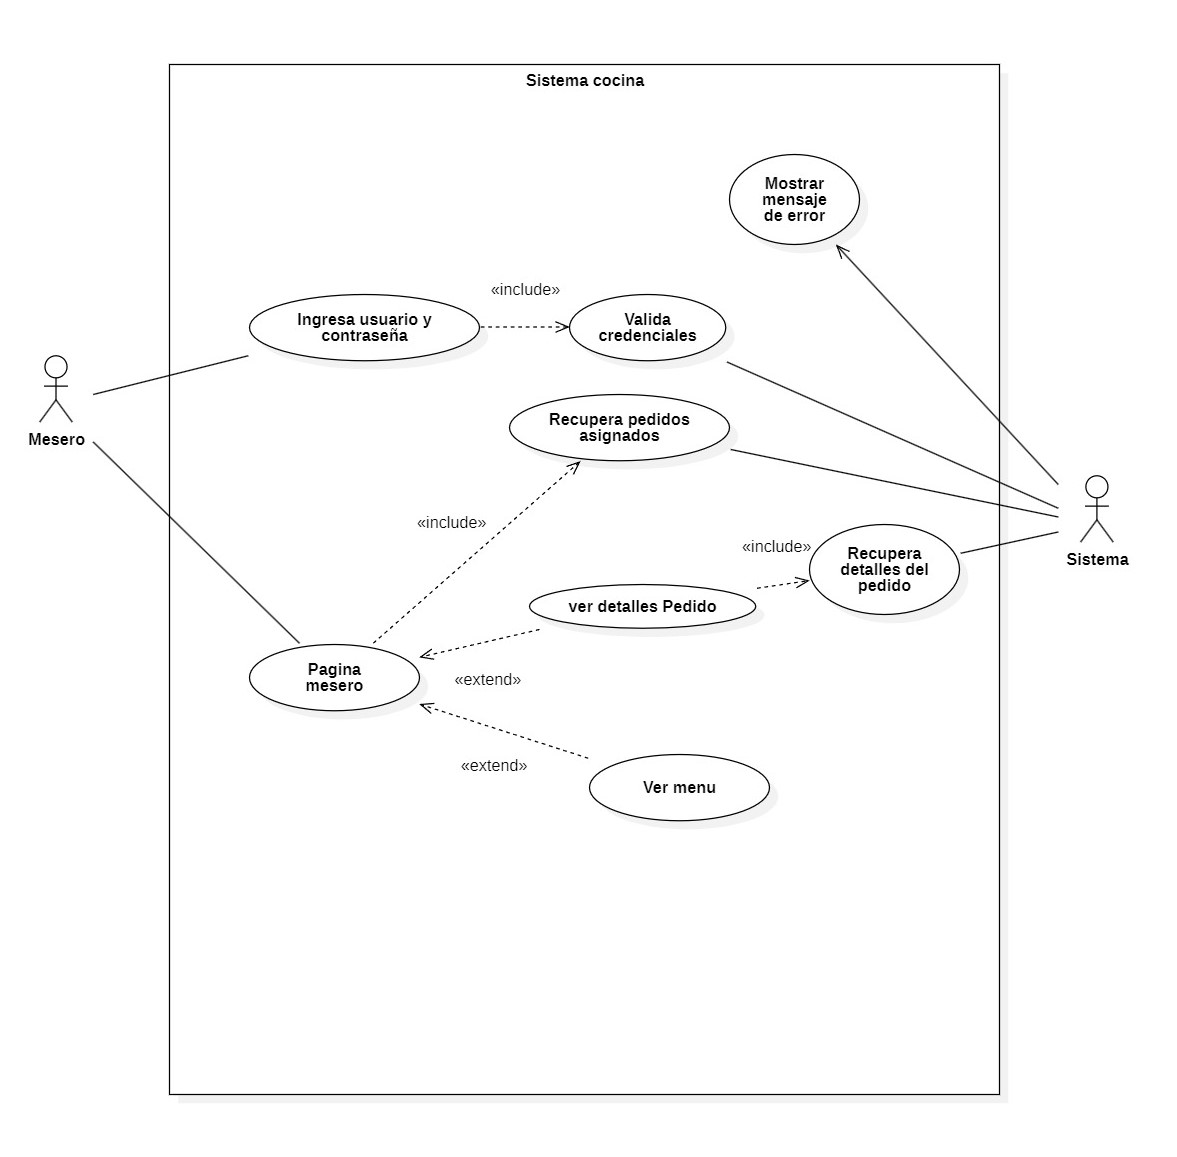 Sistema cocina
Mostrar
mensaje
de error
«include»
Ingresa usuario y
contraseña
Valida
credenciales
Mesero
Recupera pedidos
asignados
«include»
Sistema
«include»
Recupera
detalles del
pedido
ver detalles Pedido
Pagina
mesero
«extend»
«extend»
Ver menu